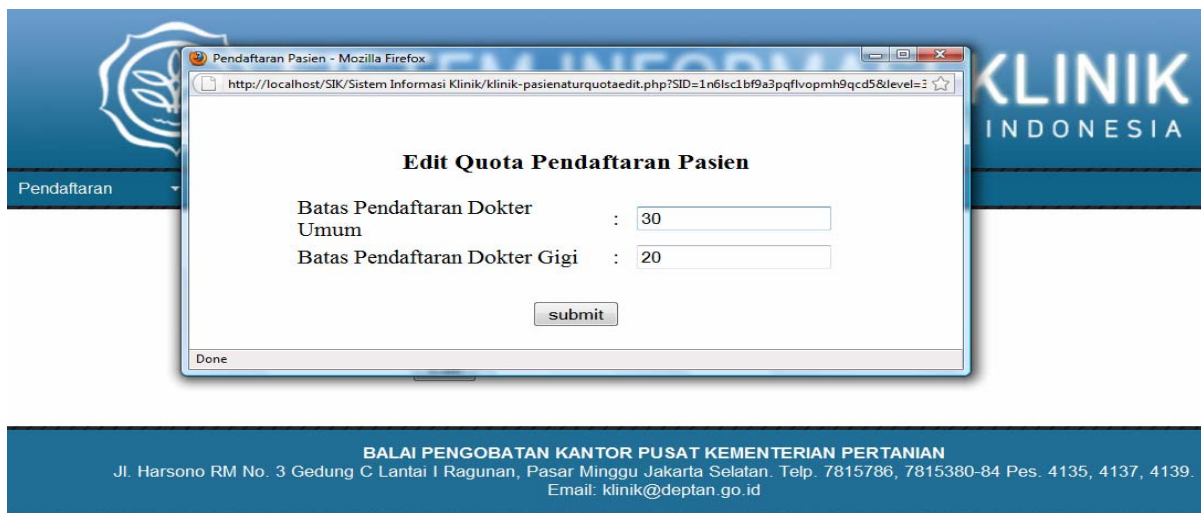 Pendaftaran Pasien - Mozilla Firefox
http://localhost/SIK/Sistem Informasi Klinik/klinik-pasienaturquotaedit.php?SID=1n6lsc1bf9a3pqflvopmh9qcd5&level=3
KLINIK
INDONESIA
Edit Quota Pendaftaran Pasien
Pendaftaran
Batas Pendaftaran Dokter
Umum : 30
Batas Pendaftaran Dokter Gigi : 20
submit
Done
BALAI PENGOBATAN KANTOR PUSAT KEMENTERIAN PERTANIAN
Jl. Harsono RM No. 3 Gedung C Lantai I Ragunan, Pasar Minggu Jakarta Selatan. Telp. 7815786, 7815380-84 Pes. 4135, 4137, 4139.
Email: klinik@deptan.go.id